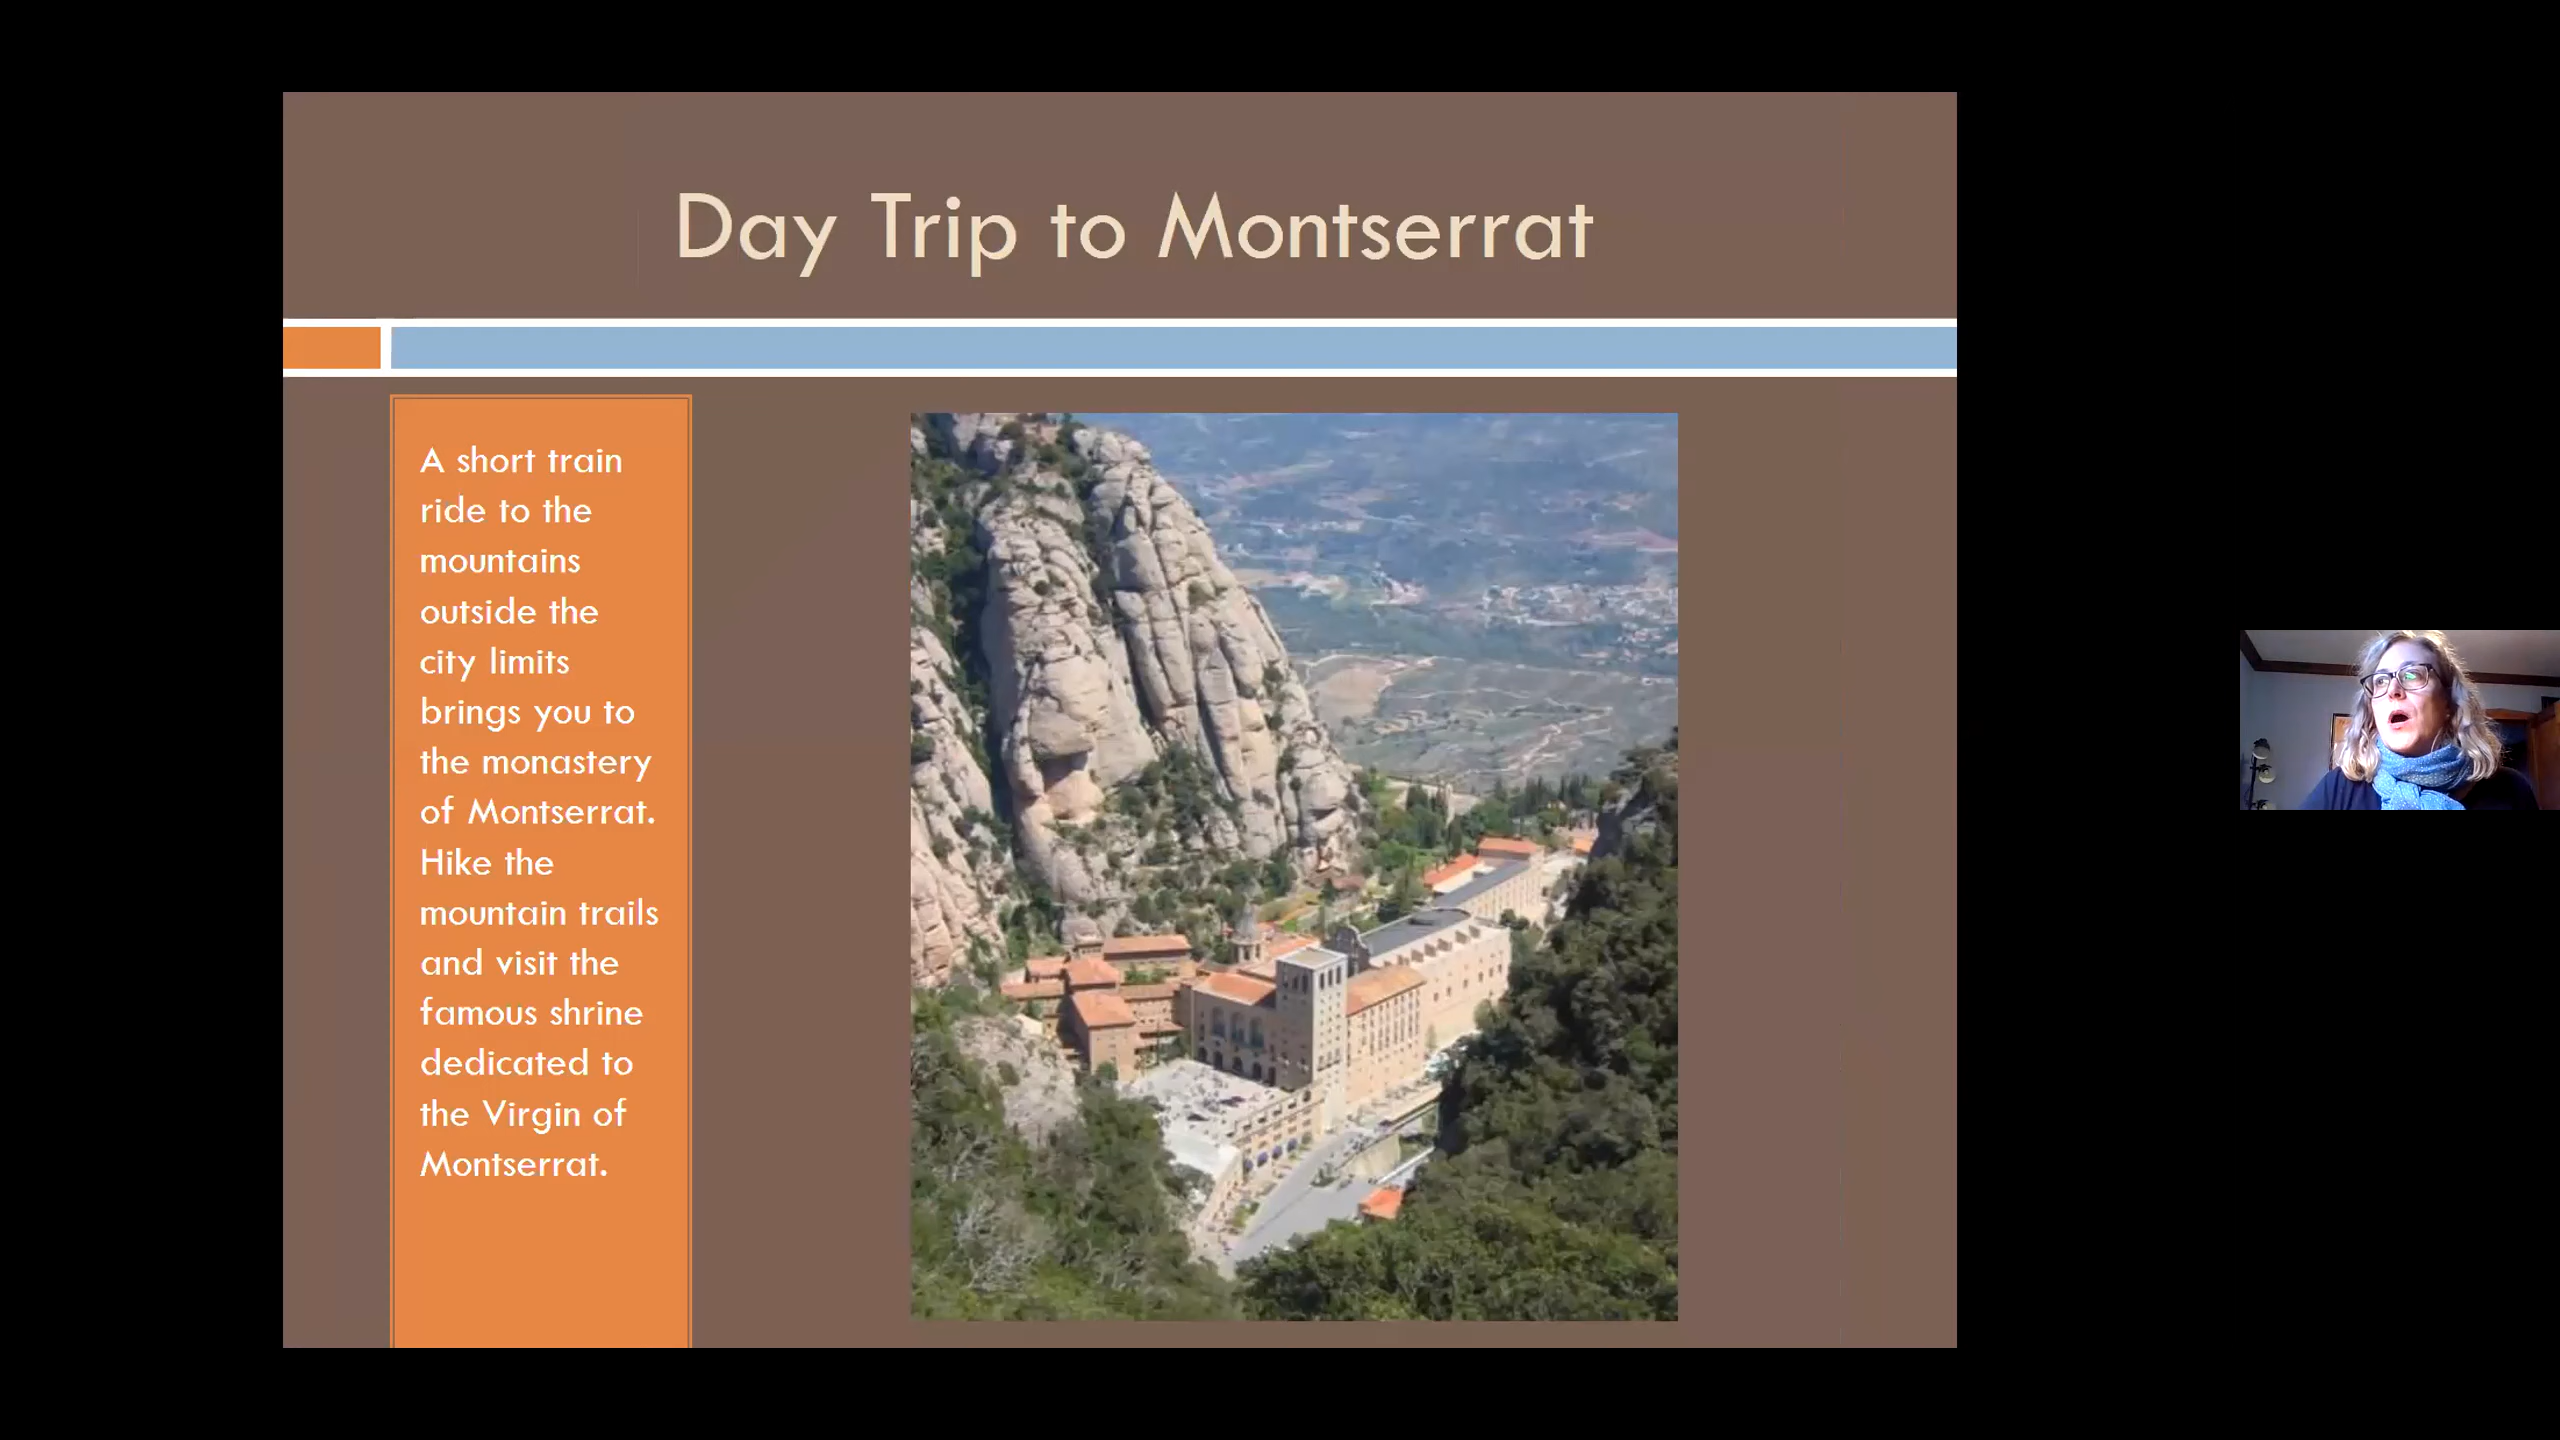 Day Trip to Montserrat
A short train
ride to the
mountains
outside the
city limits
brings you to
the monastery
of Montserrat.
Hike the
mountain trails
and visit the
famous shrine
dedicated to
the Virgin of
Montserrat.